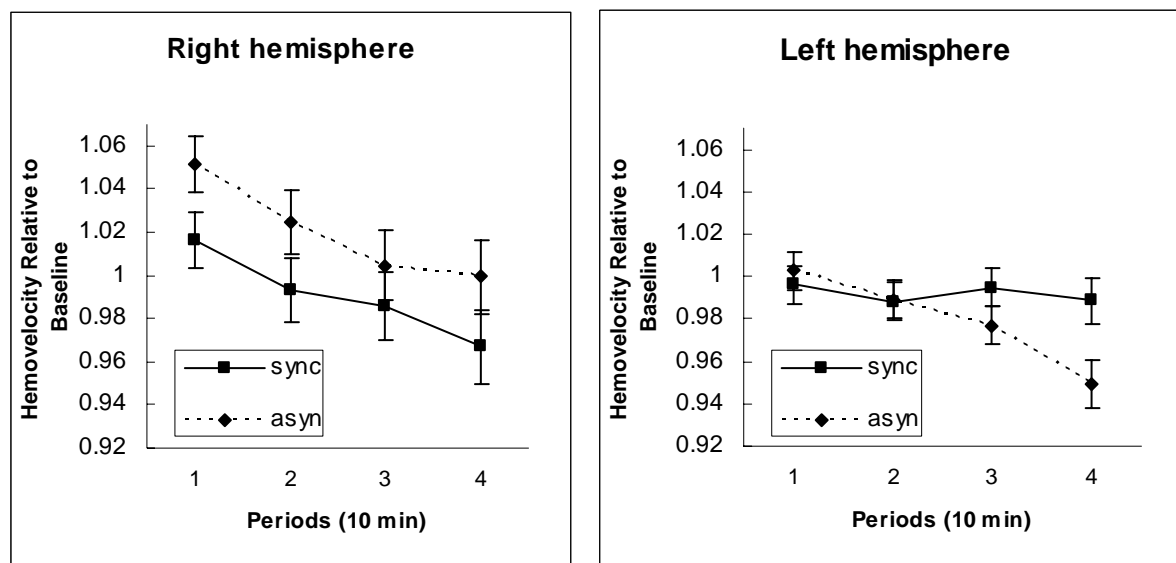 Right hemisphere
Hemovelocity Relative to
Baseline
1.06
1.04
1.02
1
0.98
0.96
0.94
0.92
sync
asyn
1 2 3 4
Periods (10 min)
Left hemisphere
Hemovelocity Relative to
Baseline
1.06
1.04
1.02
1
0.98
0.96
0.94
0.92
sync
asyn
1 2 3 4
Periods (10 min)